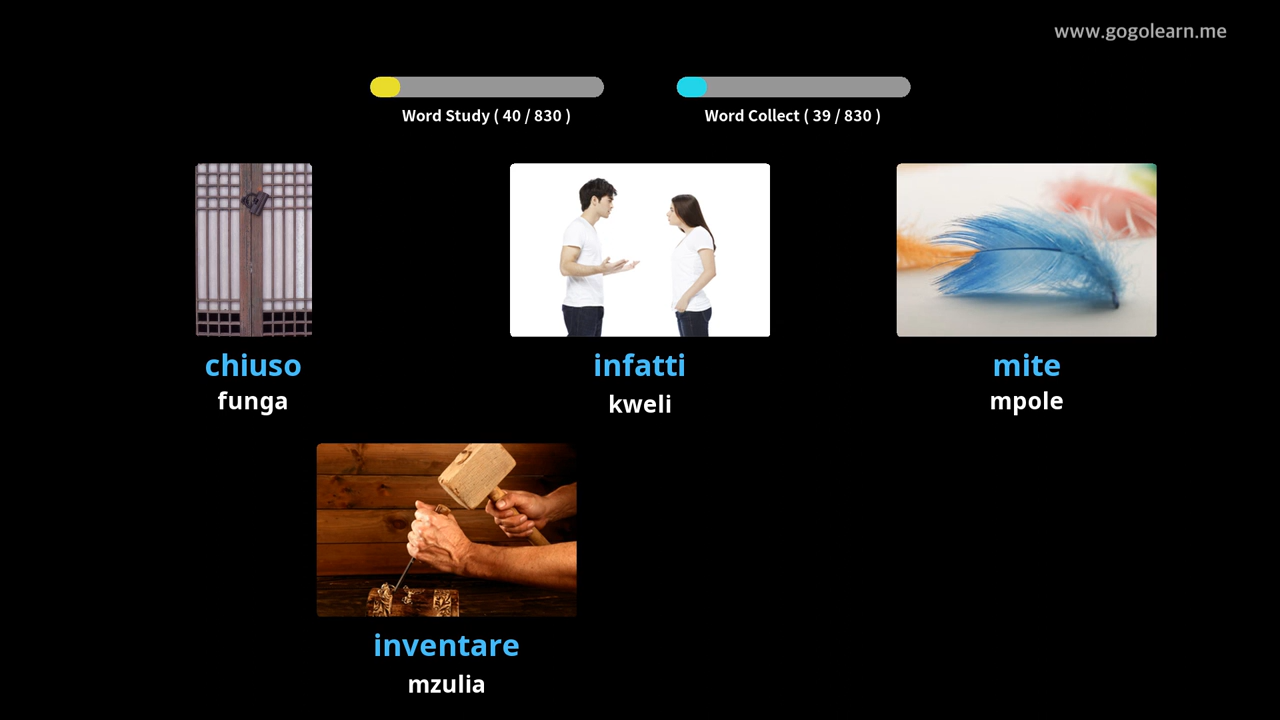 www.gogolearn.me
Word Study ( 40 / 830 )
Word Collect ( 39 / 830 )
chiuso
funga
infatti
kweli
mite
mpole
inventare
mzulia